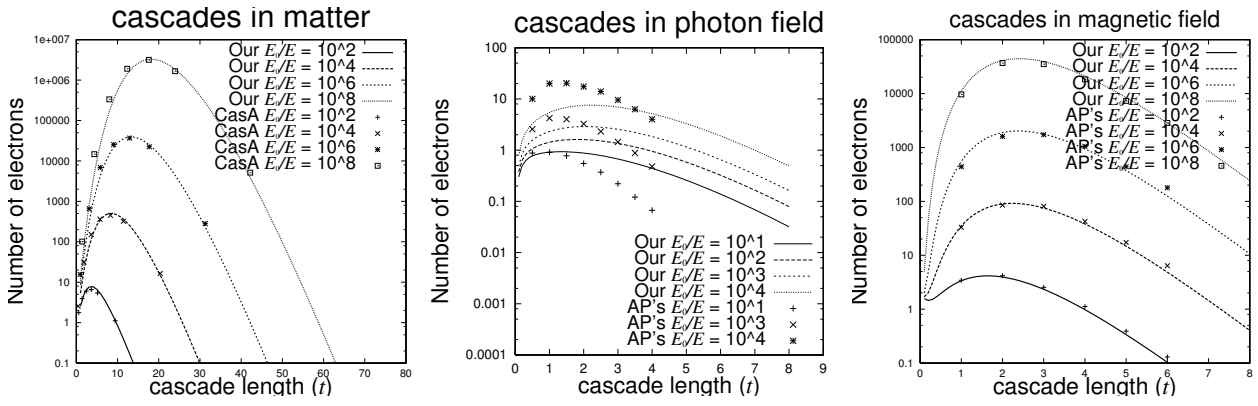 cascades in matter
1e+007
1e+006
100000
10000
1000
100
10
1
0.1
0 10 20 30 40 50 60 70 80
Number of electrons
cascade length (t)
Our E₀/E = 10^2
Our E₀/E = 10^4
Our E₀/E = 10^6
Our E₀/E = 10^8
CasA E₀/E = 10^2
CasA E₀/E = 10^4
CasA E₀/E = 10^6
CasA E₀/E = 10^8
cascades in photon field
100
10
1
0.1
0.01
0.001
0.0001
0 1 2 3 4 5 6 7 8 9
Number of electrons
cascade length (t)
Our E₀/E = 10^1
Our E₀/E = 10^2
Our E₀/E = 10^3
Our E₀/E = 10^4
AP's E₀/E = 10^1
AP's E₀/E = 10^3
AP's E₀/E = 10^4
cascades in magnetic field
100000
10000
1000
100
10
1
0.1
0 1 2 3 4 5 6 7 8
Number of electrons
cascade length (t)
Our E₀/E = 10^2
Our E₀/E = 10^4
Our E₀/E = 10^6
Our E₀/E = 10^8
AP's E₀/E = 10^2
AP's E₀/E = 10^4
AP's E₀/E = 10^6
AP's E₀/E = 10^8